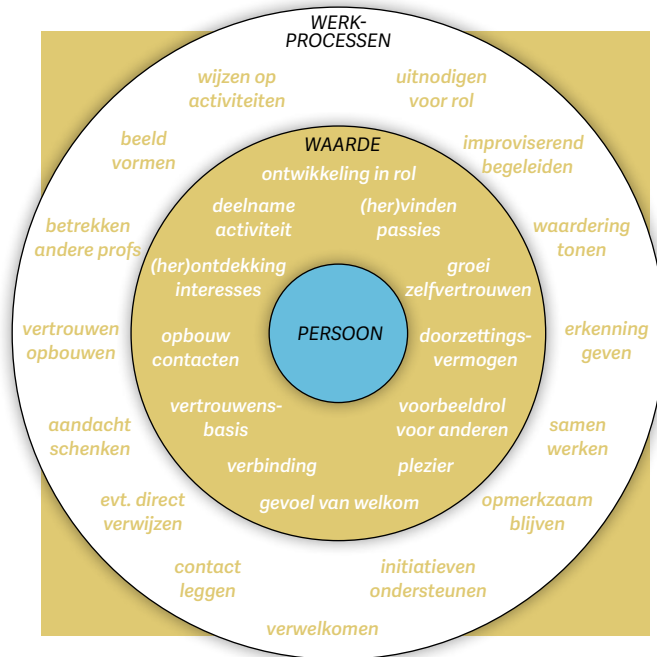 WERK-
PROCESSEN
wijzen op
activiteiten
uitnodigen
voor rol
beeld
vormen
improviserend
begeleiden
betrekken
andere profs
waardering
tonen
vertrouwen
opbouwen
erkenning
geven
aandacht
schenken
samen
werken
evt. direct
verwijzen
opmerkzaam
blijven
contact
leggen
initiatieven
ondersteunen
verwelkomen
WAARDE
ontwikkeling in rol
deelname
activiteit
(her)vinden
passies
(her)ontdekking
interesses
groei
zelfvertrouwen
opbouw
contacten
doorzettings-
vermogen
vertrouwens-
basis
voorbeeldrol
voor anderen
verbinding
plezier
gevoel van welkom
PERSOON